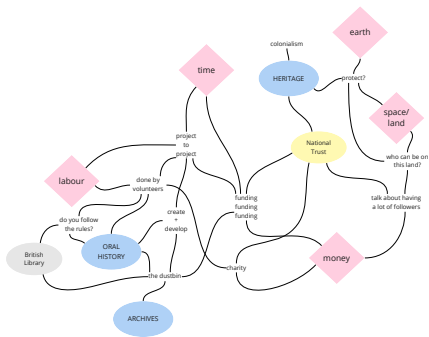 earth
colonialism
time
HERITAGE
protect?
space/
land
project
to
project
National
Trust
who can be on
this land?
labour
done by
volunteers
funding
funding
funding
talk about having
a lot of followers
create
+
develop
do you follow
the rules?
ORAL
HISTORY
British
Library
money
charity
the dustbin
ARCHIVES